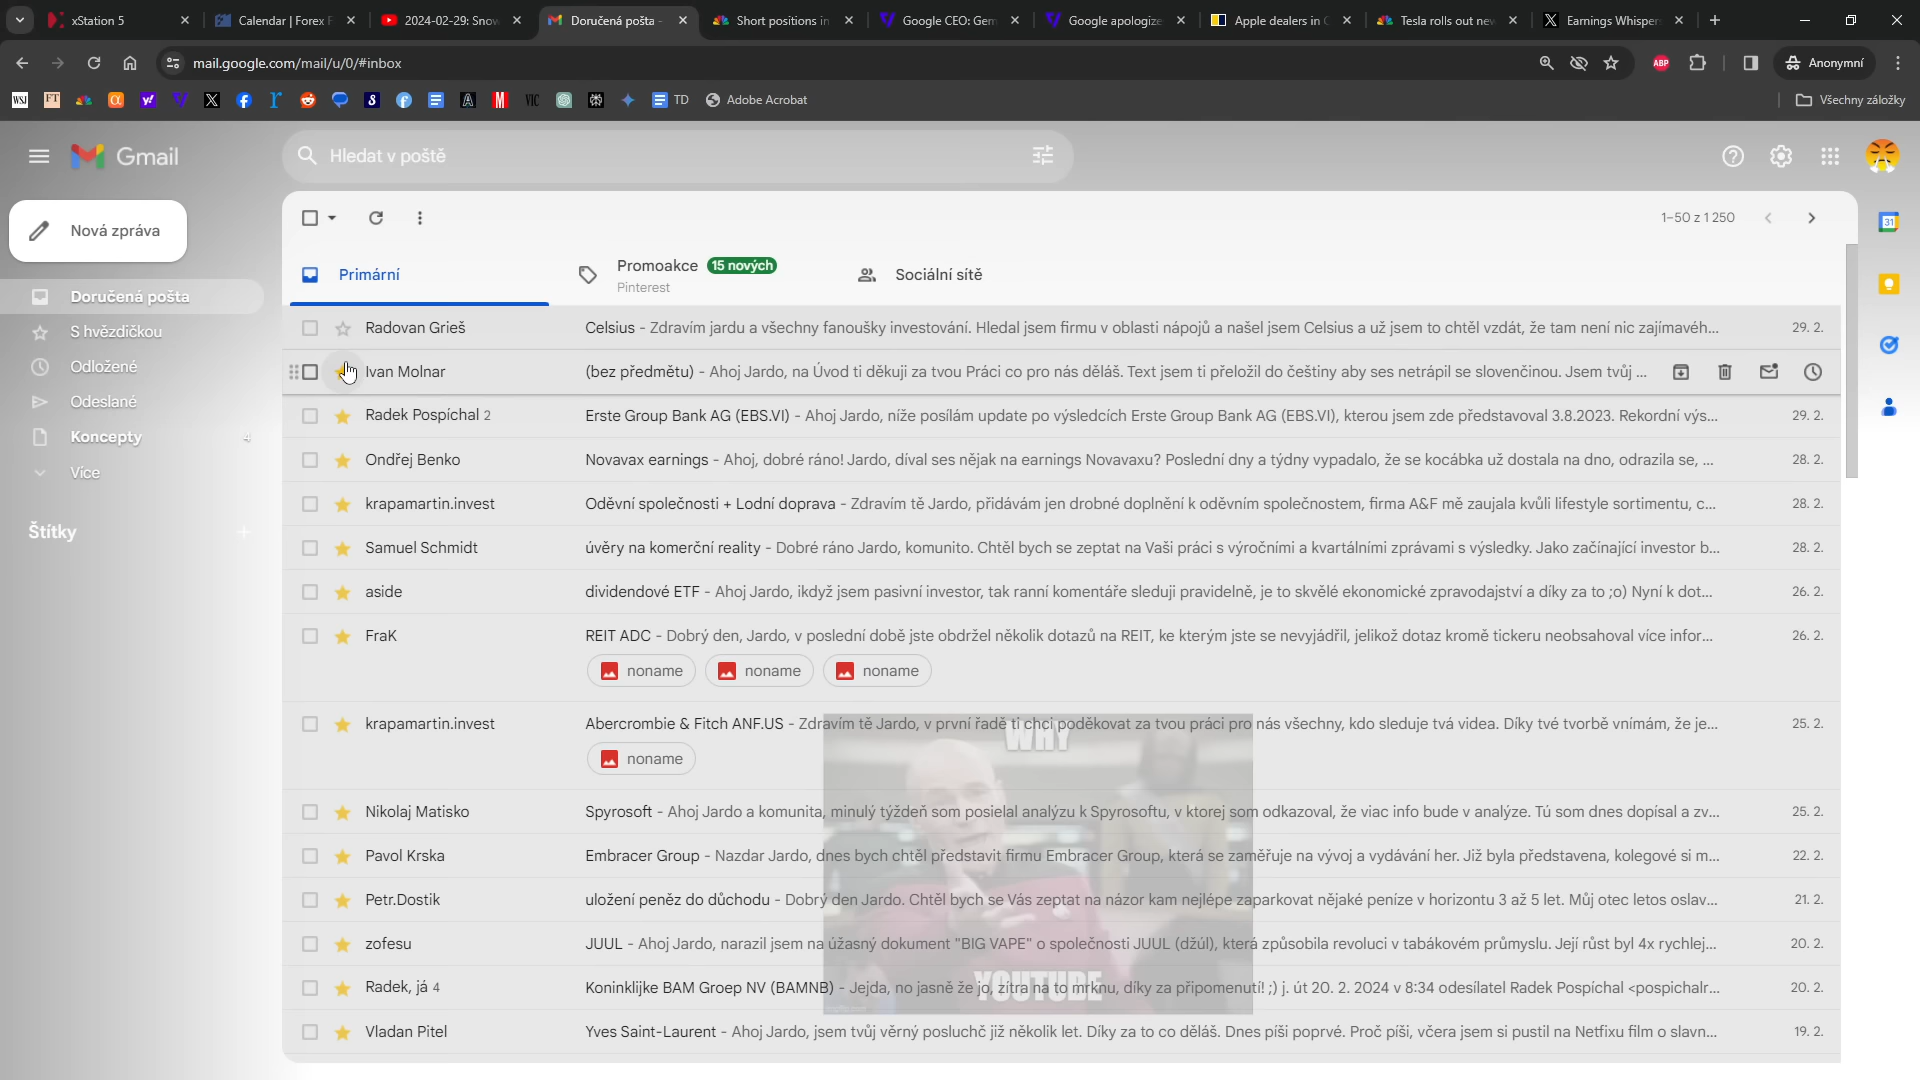 xStation 5
Calendar | Forex F
2024-02-29: Snow
Doručená pošta -
Short positions in
Google CEO: Gem
Google apologize
Apple dealers in C
Tesla rolls out new
Earnings Whisper
mail.google.com/mail/u/0/#inbox
ABP
Anonymní
WSJ
FT
VIC
TD
Adobe Acrobat
Všechny záložky
Gmail
Hledat v poště
Nová zpráva
1–50 z 1 250
Primární
Promoakce 15 nových
Pinterest
Sociální sítě
Doručená pošta
S hvězdičkou
Odložené
Odeslané
Koncepty 4
Více
Štítky
31
Radovan Grieš Celsius - Zdravím jardu a všechny fanoušky investování. Hledal jsem firmu v oblasti nápojů a našel jsem Celsius a už jsem to chtěl vzdát, že tam není nic zajímavéh... 29. 2.
Ivan Molnar (bez předmětu) - Ahoj Jardo, na Úvod ti děkuji za tvou Práci co pro nás děláš. Text jsem ti přeložil do češtiny aby ses netrápil se slovenčinou. Jsem tvůj ...
Radek Pospíchal 2 Erste Group Bank AG (EBS.VI) - Ahoj Jardo, níže posílám update po výsledcích Erste Group Bank AG (EBS.VI), kterou jsem zde představoval 3.8.2023. Rekordní výs... 29. 2.
Ondřej Benko Novavax earnings - Ahoj, dobré ráno! Jardo, díval ses nějak na earnings Novavaxu? Poslední dny a týdny vypadalo, že se kocábka už dostala na dno, odrazila se, ... 28. 2.
krapamartin.invest Oděvní společnosti + Lodní doprava - Zdravím tě Jardo, přidávám jen drobné doplnění k oděvním společnostem, firma A&F mě zaujala kvůli lifestyle sortimentu, c... 28. 2.
Samuel Schmidt úvěry na komerční reality - Dobré ráno Jardo, komunito. Chtěl bych se zeptat na Vaši práci s výročními a kvartálními zprávami s výsledky. Jako začínající investor b... 28. 2.
aside dividendové ETF - Ahoj Jardo, ikdyž jsem pasivní investor, tak ranní komentáře sleduji pravidelně, je to skvělé ekonomické zpravodajství a díky za to ;o) Nyní k dot... 26. 2.
FraK REIT ADC - Dobrý den, Jardo, v poslední době jste obdržel několik dotazů na REIT, ke kterým jste se nevyjádřil, jelikož dotaz kromě tickeru neobsahoval více infor... 26. 2.
noname noname noname
krapamartin.invest Abercrombie & Fitch ANF.US - Zdravím tě Jardo, v první řadě ti chci poděkovat za tvou práci pro nás všechny, kdo sleduje tvá videa. Díky tvé tvorbě vnímám, že je... 25. 2.
WHY
noname
Nikolaj Matisko Spyrosoft - Ahoj Jardo a komunita, minulý týždeň som posielal analýzu k Spyrosoftu, v ktorej som odkazoval, že viac info bude v analýze. Tú som dnes dopísal a zv... 25. 2.
Pavol Krska Embracer Group - Nazdar Jardo, dnes bych chtěl představit firmu Embracer Group, která se zaměřuje na vývoj a vydávání her. Již byla představena, kolegové si m... 22. 2.
Petr.Dostik uložení peněz do důchodu - Dobrý den Jardo. Chtěl bych se Vás zeptat na názor kam nejlépe zaparkovat nějaké peníze v horizontu 3 až 5 let. Můj otec letos oslav... 21. 2.
zofesu JUUL - Ahoj Jardo, narazil jsem na úžasný dokument "BIG VAPE" o společnosti JUUL (džúl), která způsobila revoluci v tabákovém průmyslu. Její růst byl 4x rychlej... 20. 2.
Radek, já 4 Koninklijke BAM Groep NV (BAMNB) - Jejda, no jasně že jo, zítra na to mrknu, díky za připomenutí! ;) j. út 20. 2. 2024 v 8:34 odesílatel Radek Pospíchal <pospichalr... 20. 2.
YOUTUBE
Vladan Pitel Yves Saint-Laurent - Ahoj Jardo, jsem tvůj věrný posluchč již několik let. Díky za to co děláš. Dnes píši poprvé. Proč píši, včera jsem si pustil na Netfixu film o slavn... 19. 2.